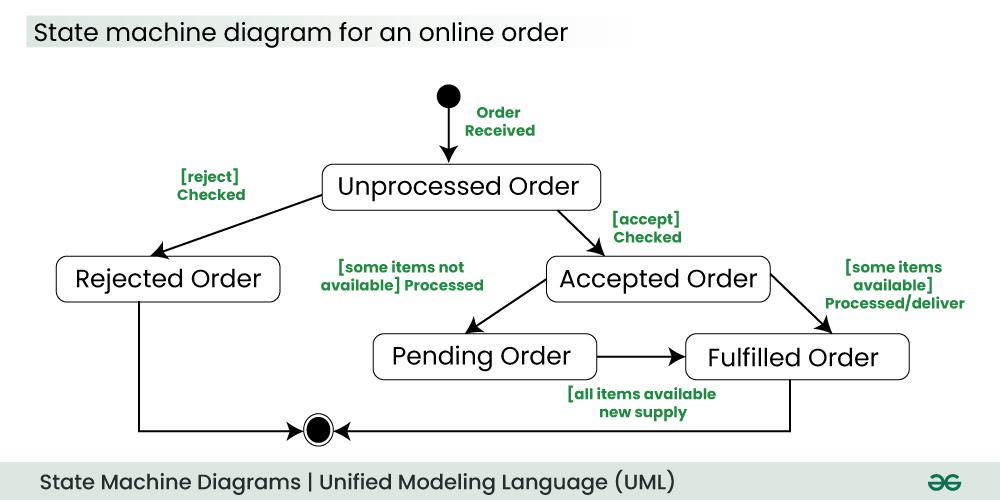 State machine diagram for an online order
Order
Received
[reject]
Checked
Unprocessed Order
[accept]
Checked
Rejected Order
[some items not
available] Processed
Accepted Order
[some items
available]
Processed/deliver
Pending Order
Fulfilled Order
[all items available
new supply
State Machine Diagrams | Unified Modeling Language (UML)